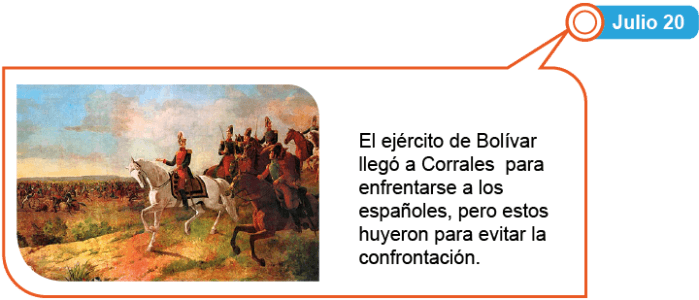 Julio 20
El ejército de Bolívar
llegó a Corrales para
enfrentarse a los
españoles, pero estos
huyeron para evitar la
confrontación.